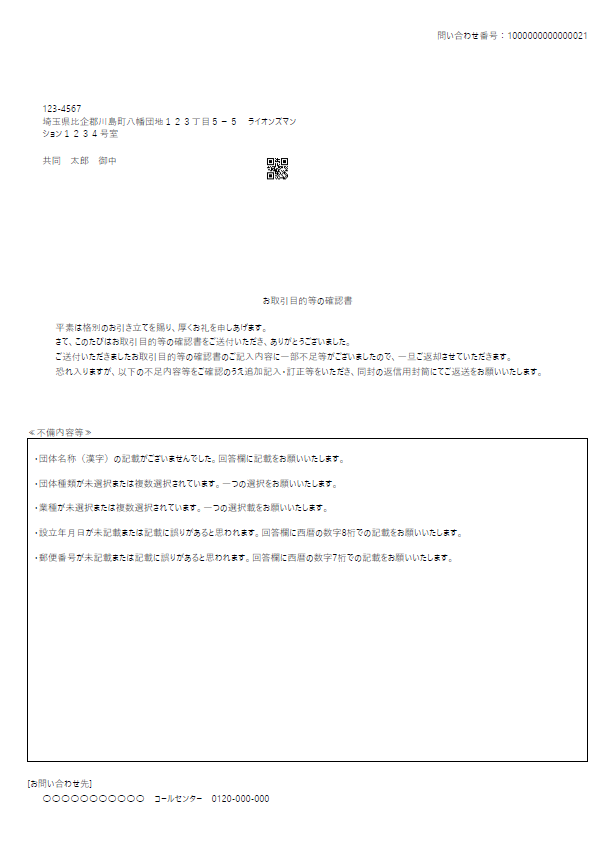 問い合わせ番号：1000000000000021
123-4567
埼玉県比企郡川島町八幡団地１２３丁目５－５　ライオンズマン
ション１２３４号室
共同　太郎　御中
お取引目的等の確認書
平素は格別のお引き立てを賜り、厚くお礼を申しあげます。
さて、このたびはお取引目的等の確認書をご送付いただき、ありがとうございました。
ご送付いただきましたお取引目的等の確認書のご記入内容に一部不足等がございましたので、一旦ご返却させていただきます。
恐れ入りますが、以下の不足内容等をご確認のうえ追加記入・訂正等をいただき、同封の返信用封筒にてご返送をお願いいたします。
≪不備内容等≫
・団体名称（漢字）の記載がございませんでした。回答欄に記載をお願いいたします。
・団体種類が未選択または複数選択されています。一つの選択をお願いいたします。
・業種が未選択または複数選択されています。一つの選択載をお願いいたします。
・設立年月日が未記載または記載に誤りがあると思われます。回答欄に西暦の数字8桁での記載をお願いいたします。
・郵便番号が未記載または記載に誤りがあると思われます。回答欄に西暦の数字7桁での記載をお願いいたします。
[お問い合わせ先]
〇〇〇〇〇〇〇〇〇〇〇　コールセンター　0120-000-000